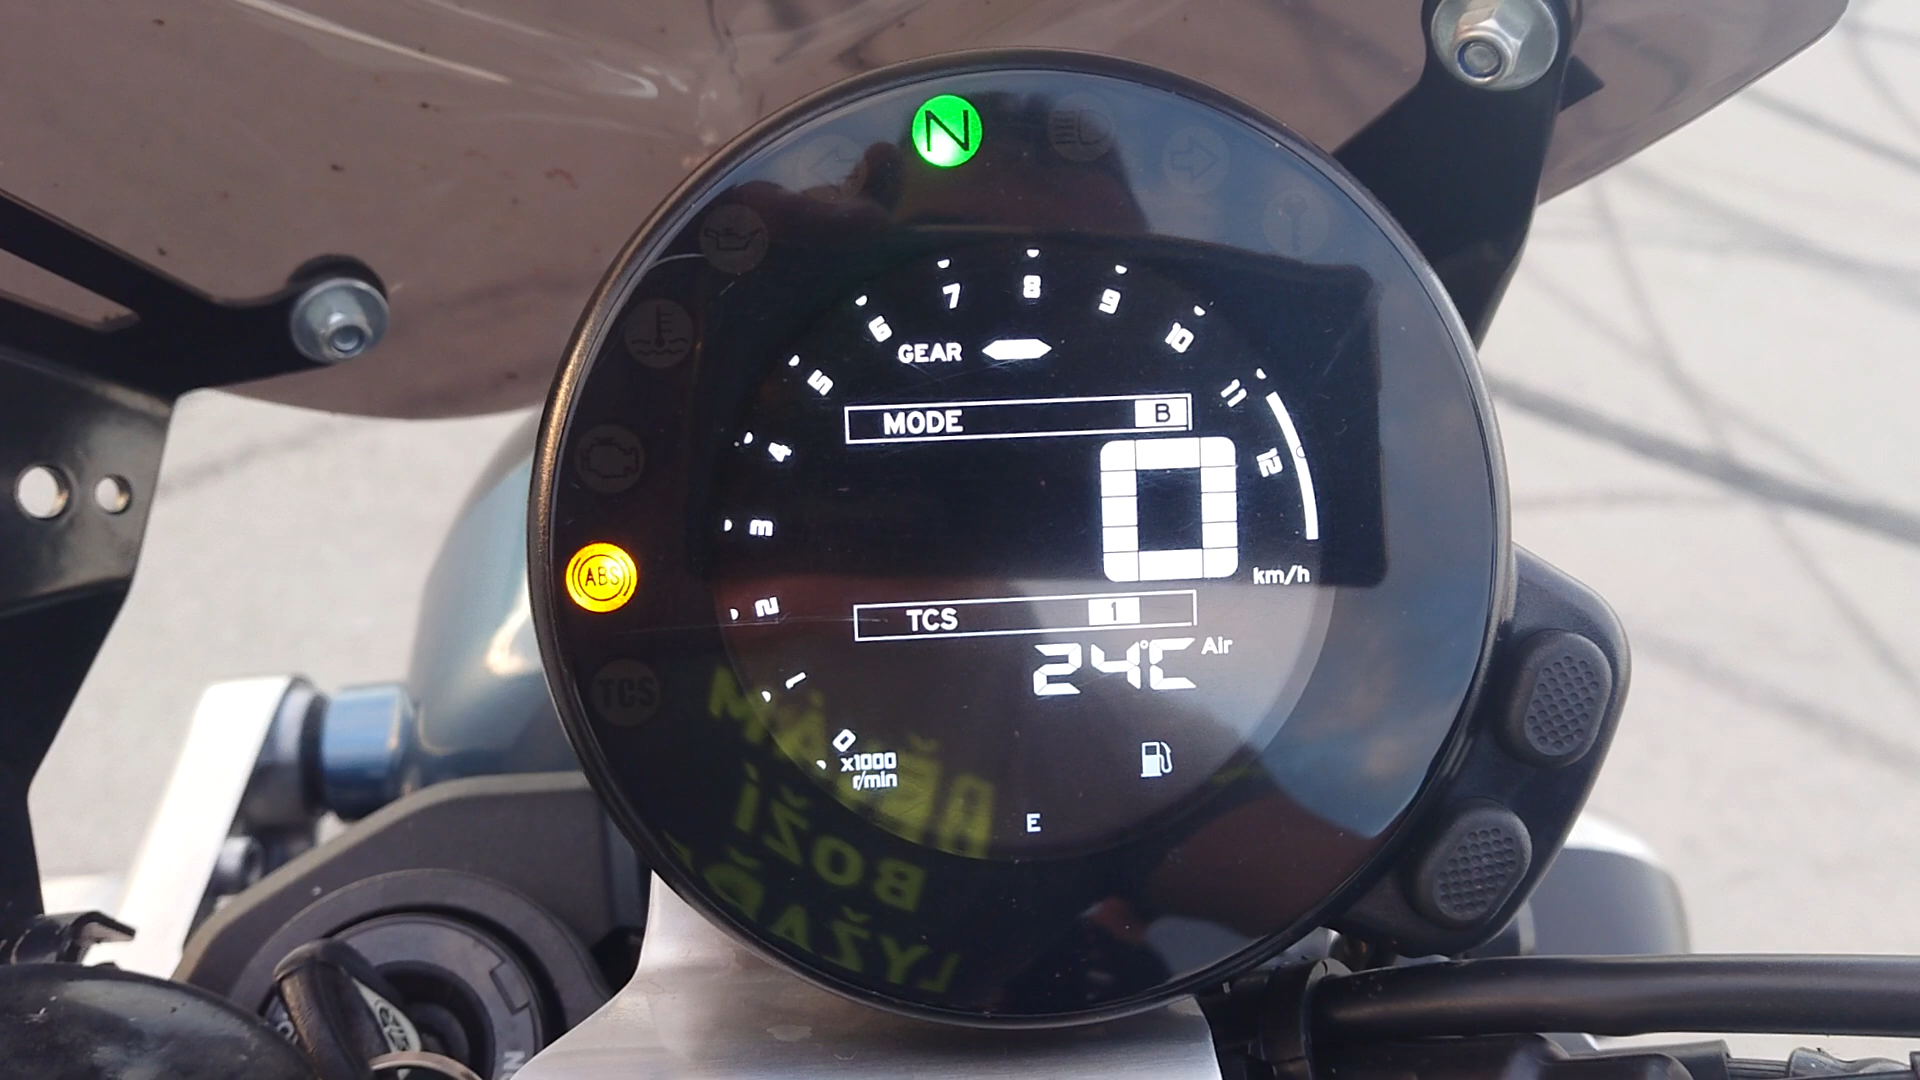 N
7 8 9
6 10
GEAR
5 11
MODE B
4 12
3
0
km/h
ABS
2
TCS 1
24°C Air
TCS
1
0
x1000
r/min
E
BOŽÍ
LYŽAŘ